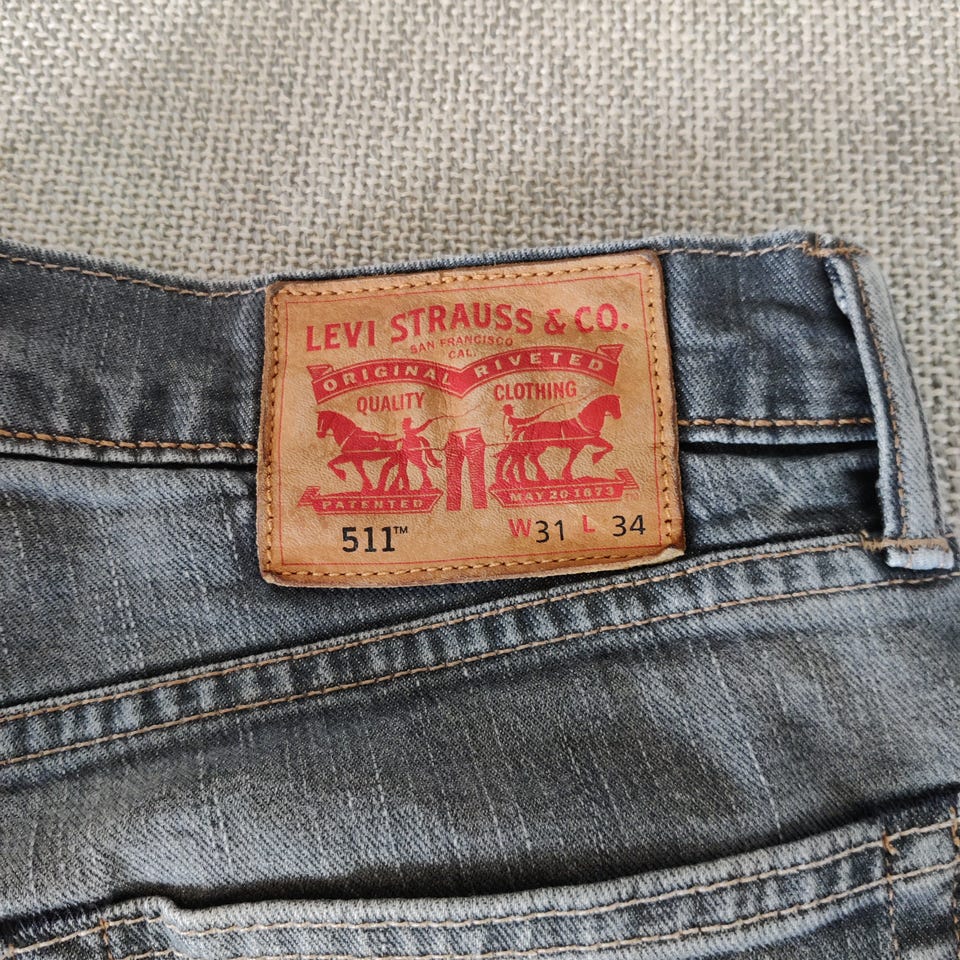 LEVI STRAUSS & CO.
SAN FRANCISCO
CAL.
ORIGINAL RIVETED
QUALITY CLOTHING
PATENTED MAY 20 1873
511™ W31 L 34